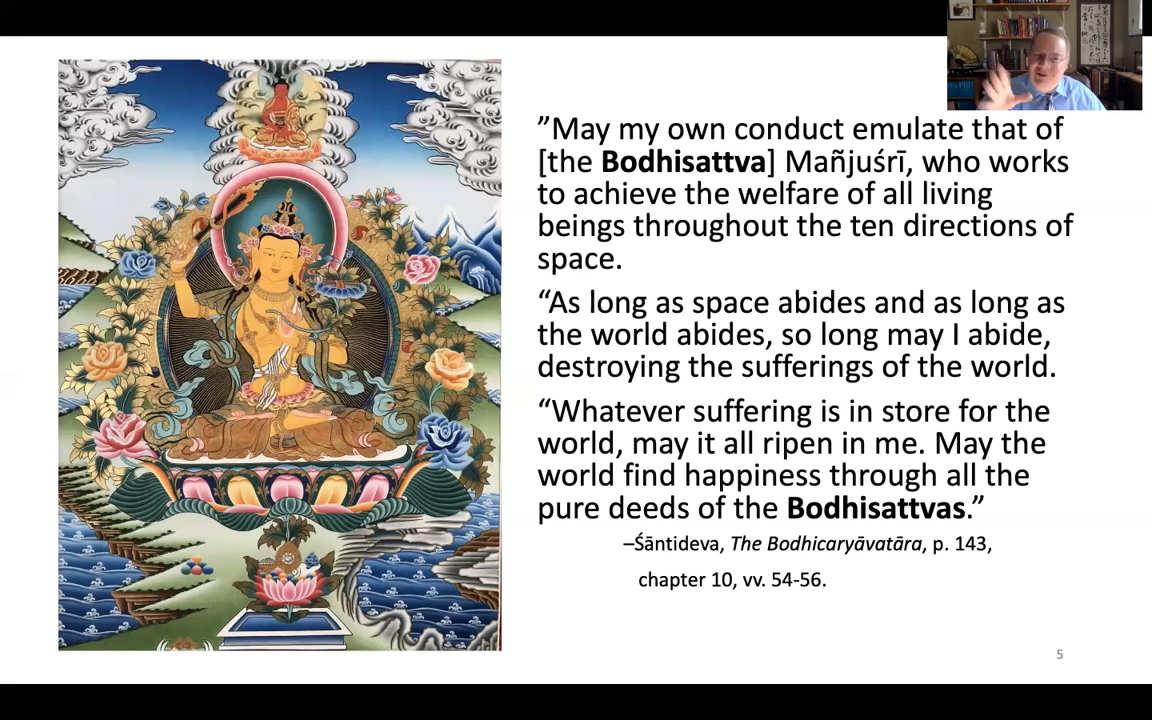 ”May my own conduct emulate that of
[the Bodhisattva] Mañjuśrī, who works
to achieve the welfare of all living
beings throughout the ten directions of
space.
“As long as space abides and as long as
the world abides, so long may I abide,
destroying the sufferings of the world.
“Whatever suffering is in store for the
world, may it all ripen in me. May the
world find happiness through all the
pure deeds of the Bodhisattvas.”
–Śāntideva, The Bodhicaryāvatāra, p. 143,
chapter 10, vv. 54-56.
5